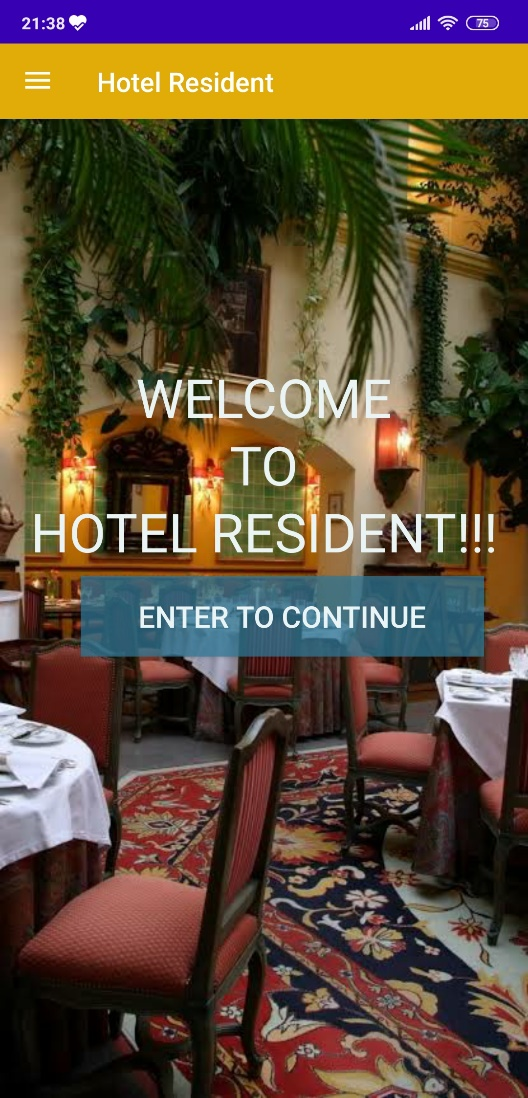 21:38
75
Hotel Resident
WELCOME
TO
HOTEL RESIDENT!!!
ENTER TO CONTINUE